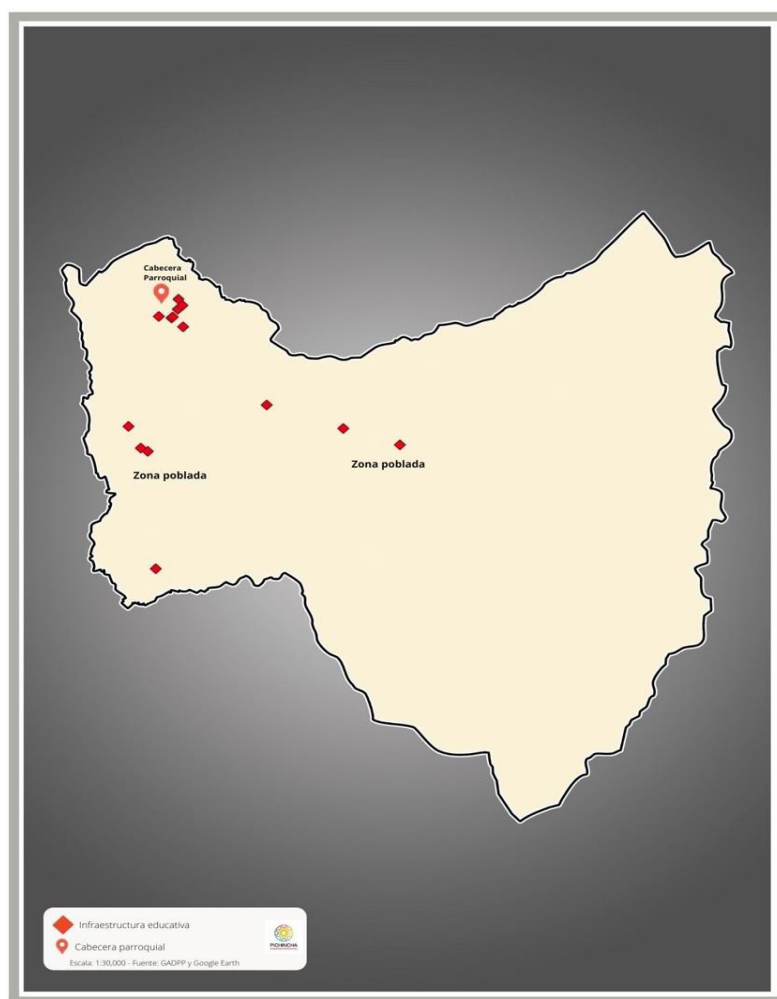 Cabecera
Parroquial
Zona poblada
Zona poblada
Infraestructura educativa
PICHINCHA
Cabecera parroquial
Escala: 1:30,000 - Fuente: GADPP y Google Earth